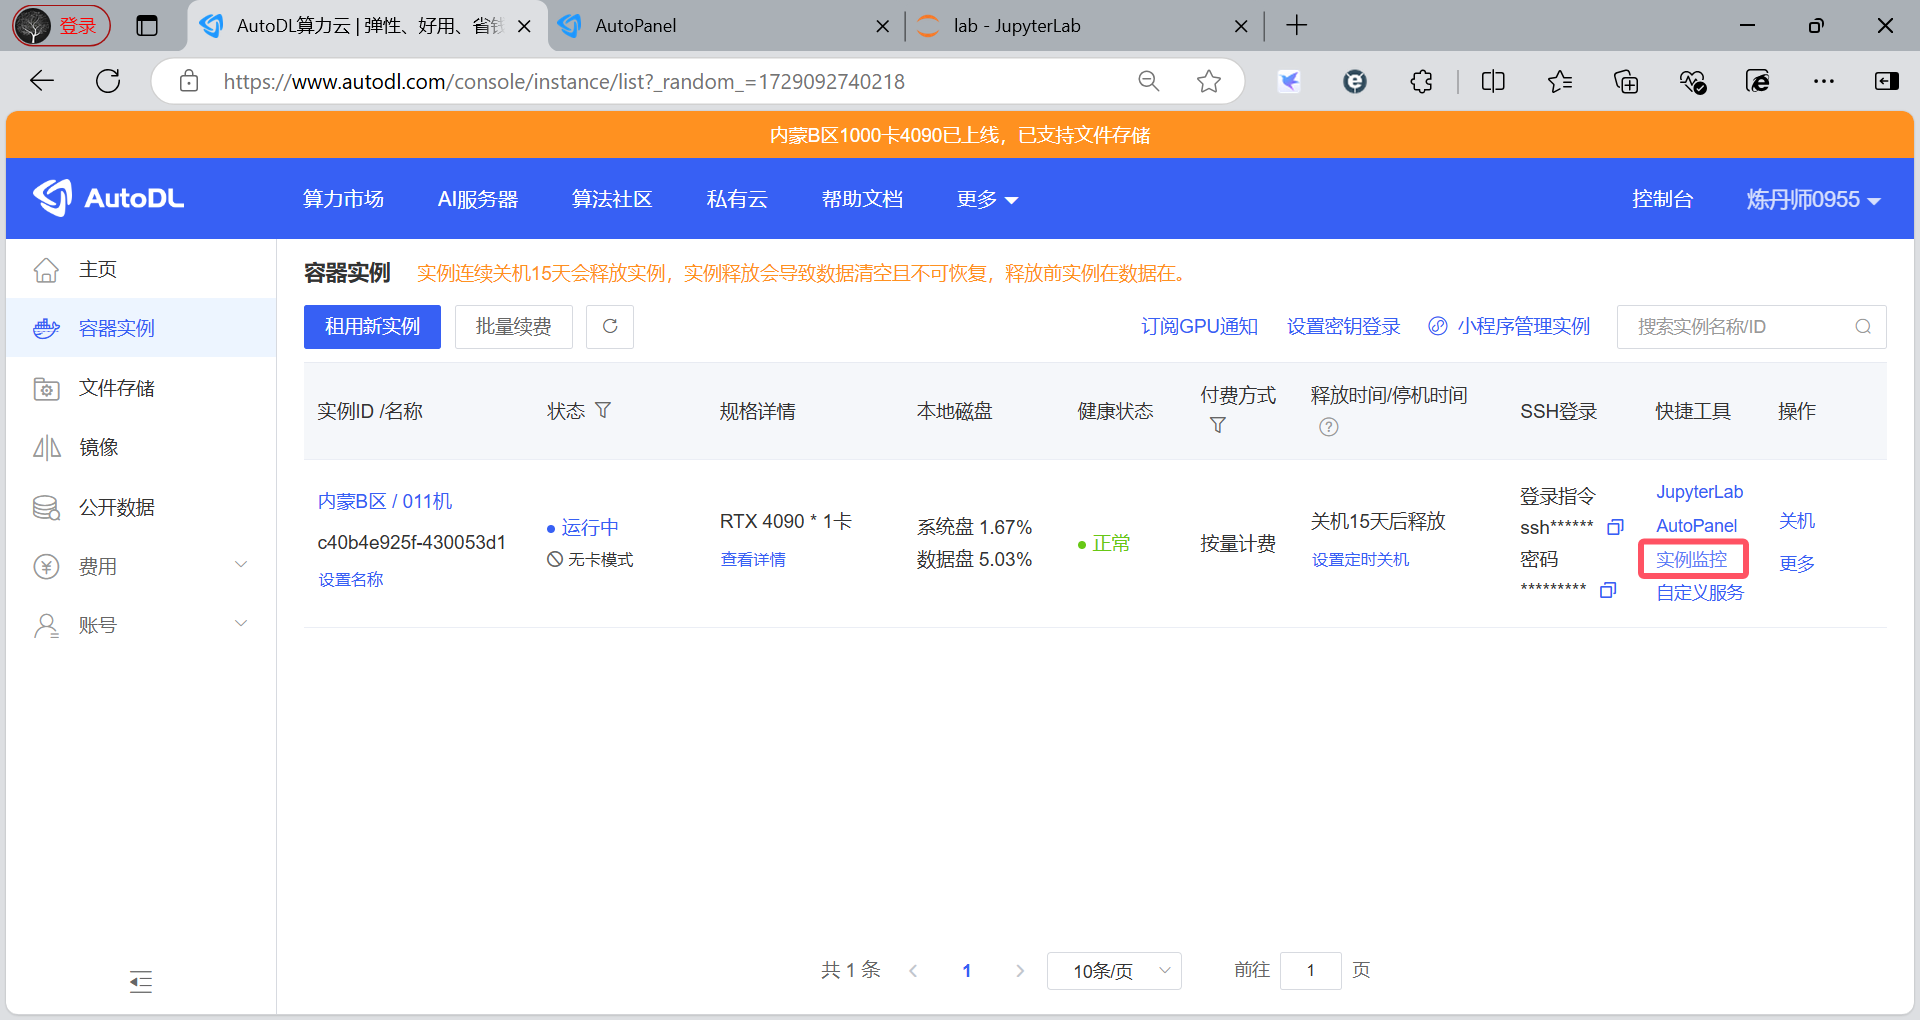 登录
AutoDL算力云 | 弹性、好用、省钱
AutoPanel
lab - JupyterLab
https://www.autodl.com/console/instance/list?_random_=1729092740218
内蒙B区1000卡4090已上线，已支持文件存储
AutoDL
算力市场
AI服务器
算法社区
私有云
帮助文档
更多
控制台
炼丹师0955
主页
容器实例
文件存储
镜像
公开数据
费用
账号
容器实例
实例连续关机15天会释放实例，实例释放会导致数据清空且不可恢复，释放前实例在数据在。
租用新实例
批量续费
订阅GPU通知
设置密钥登录
小程序管理实例
搜索实例名称/ID
实例ID /名称
状态
规格详情
本地磁盘
健康状态
付费方式
释放时间/停机时间
SSH登录
快捷工具
操作
内蒙B区 / 011机
c40b4e925f-430053d1
设置名称
运行中
无卡模式
RTX 4090 * 1卡
查看详情
系统盘 1.67%
数据盘 5.03%
正常
按量计费
关机15天后释放
设置定时关机
登录指令
ssh******
密码
*********
JupyterLab
AutoPanel
实例监控
自定义服务
关机
更多
共 1 条
1
10条/页
前往
1
页